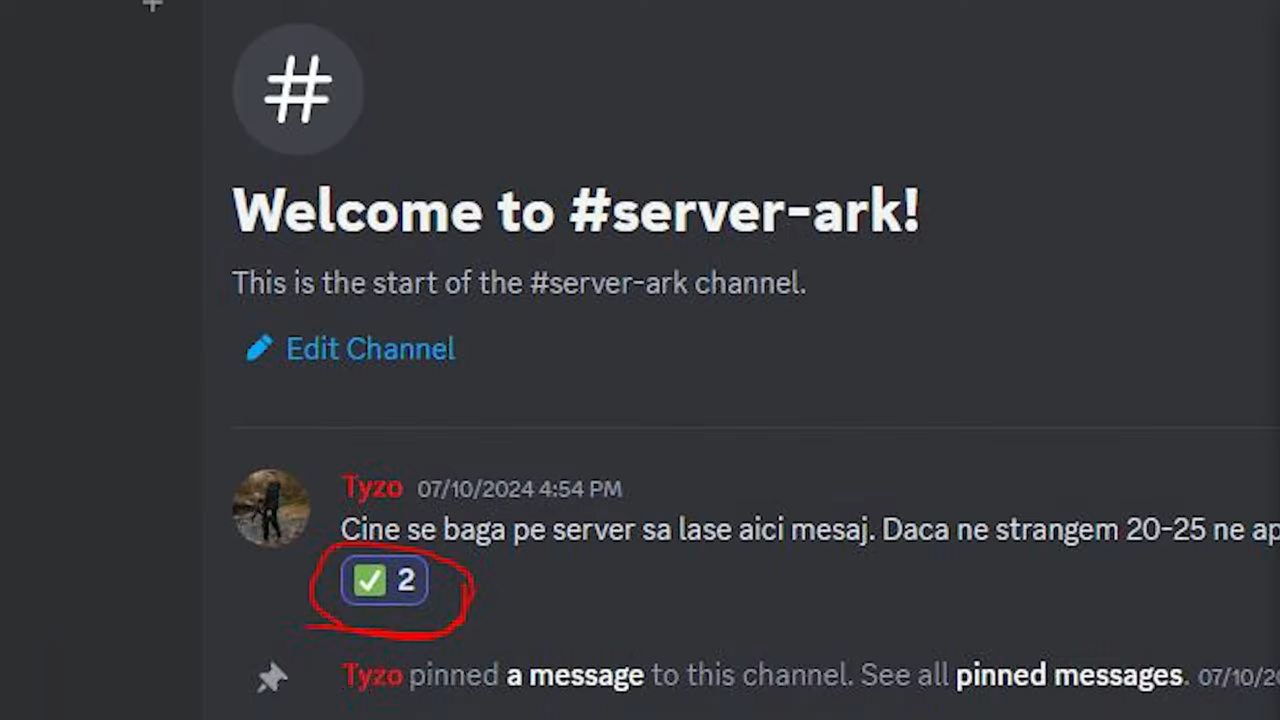 #
Welcome to #server-ark!
This is the start of the #server-ark channel.
Edit Channel
Tyzo 07/10/2024 4:54 PM
Cine se baga pe server sa lase aici mesaj. Daca ne strangem 20-25 ne
✅ 2
Tyzo pinned a message to this channel. See all pinned messages.